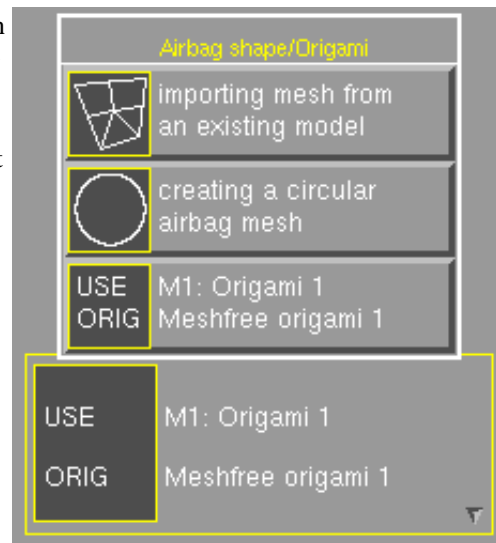 n
Airbag shape/Origami
importing mesh from
an existing model
t
creating a circular
airbag mesh
USE M1: Origami 1
ORIG Meshfree origami 1
USE M1: Origami 1
ORIG Meshfree origami 1